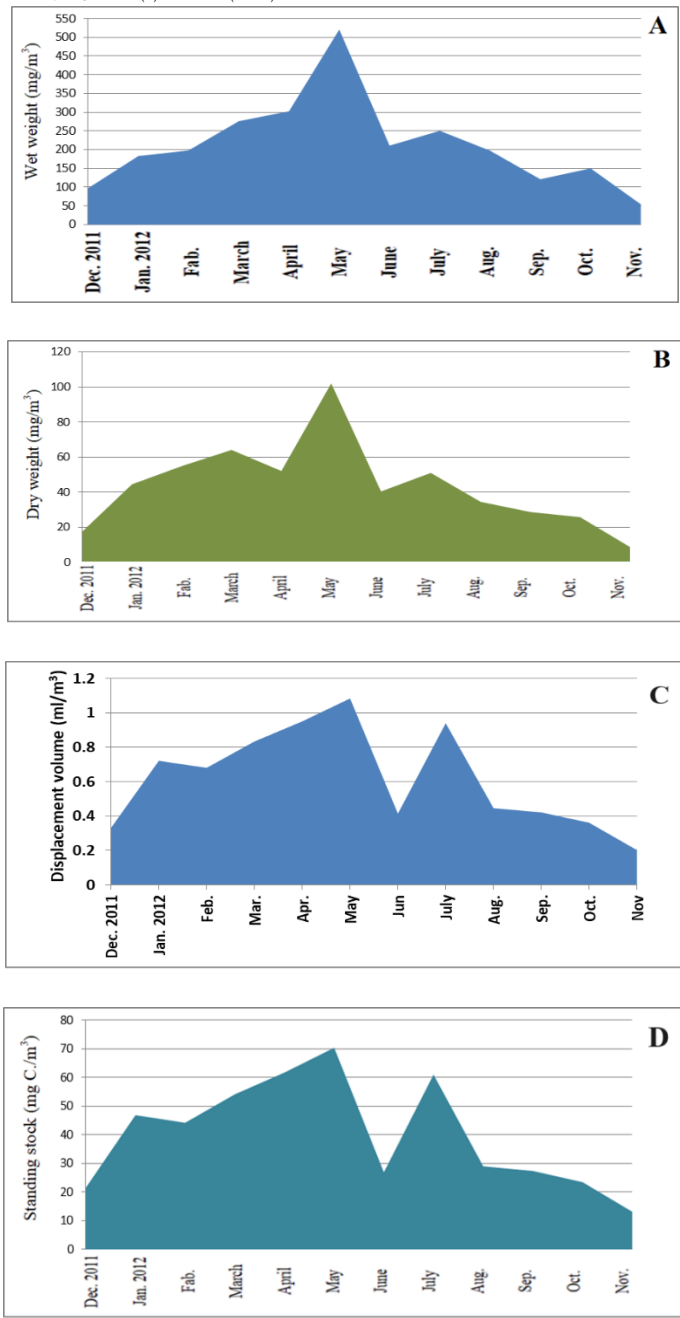 A
Wet weight (mg/m³)
550
500
450
400
350
300
250
200
150
100
50
0
Dec. 2011
Jan. 2012
Fab.
March
April
May
June
July
Aug.
Sep.
Oct.
Nov.
B
Dry weight (mg/m³)
120
100
80
60
40
20
0
Dec. 2011
Jan. 2012
Fab.
March
April
May
June
July
Aug.
Sep.
Oct.
Nov.
C
Displacement volume (ml/m³)
1.2
1
0.8
0.6
0.4
0.2
0
Dec. 2011
Jan. 2012
Feb.
Mar.
Apr.
May
Jun
July
Aug.
Sep.
Oct.
Nov
D
Standing stock (mg C./m³)
80
70
60
50
40
30
20
10
0
Dec. 2011
Jan. 2012
Fab.
March
April
May
June
July
Aug.
Sep.
Oct.
Nov.